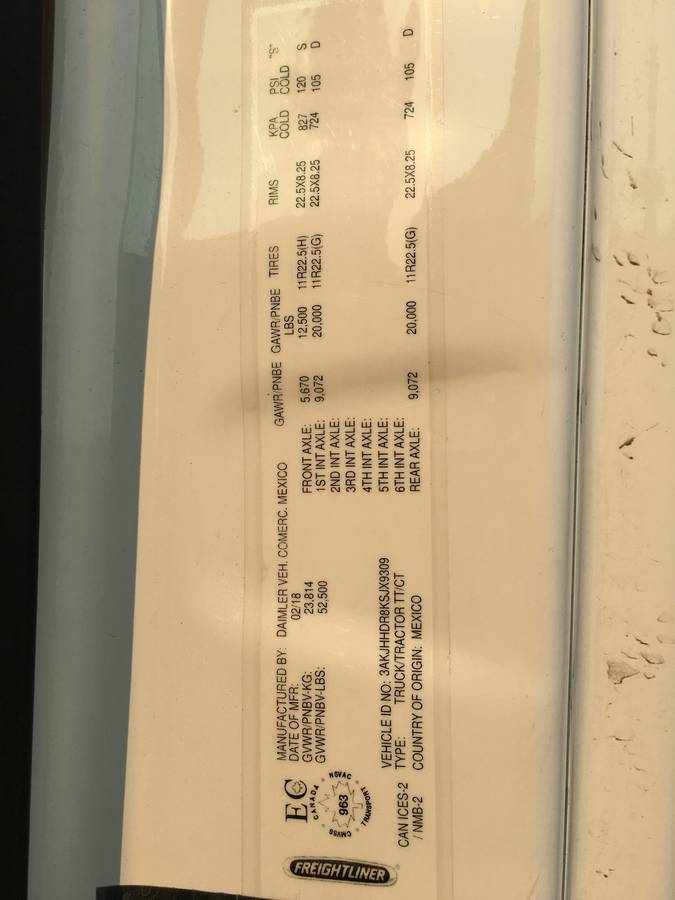 FREIGHTLINER
EC
CANADA
NSVAC
963
CMVSS
TRANSPORT
CAN ICES-2
/ NMB-2
MANUFACTURED BY: DAIMLER VEH. COMERC. MEXICO
DATE OF MFR: 02/18
GVWR/PNBV-KG: 23,814
GVWR/PNBV-LBS: 52,500
VEHICLE ID NO: 3AKJHHDR8KSJX9309
TYPE: TRUCK/TRACTOR TT/CT
COUNTRY OF ORIGIN: MEXICO
GAWR/PNBE GAWR/PNBE TIRES RIMS KPA PSI "S"
LBS COLD COLD
FRONT AXLE: 5,670 12,500 11R22.5(H) 22.5X8.25 827 120 S
1ST INT AXLE: 9,072 20,000 11R22.5(G) 22.5X8.25 724 105 D
2ND INT AXLE:
3RD INT AXLE:
4TH INT AXLE:
5TH INT AXLE:
6TH INT AXLE:
REAR AXLE: 9,072 20,000 11R22.5(G) 22.5X8.25 724 105 D